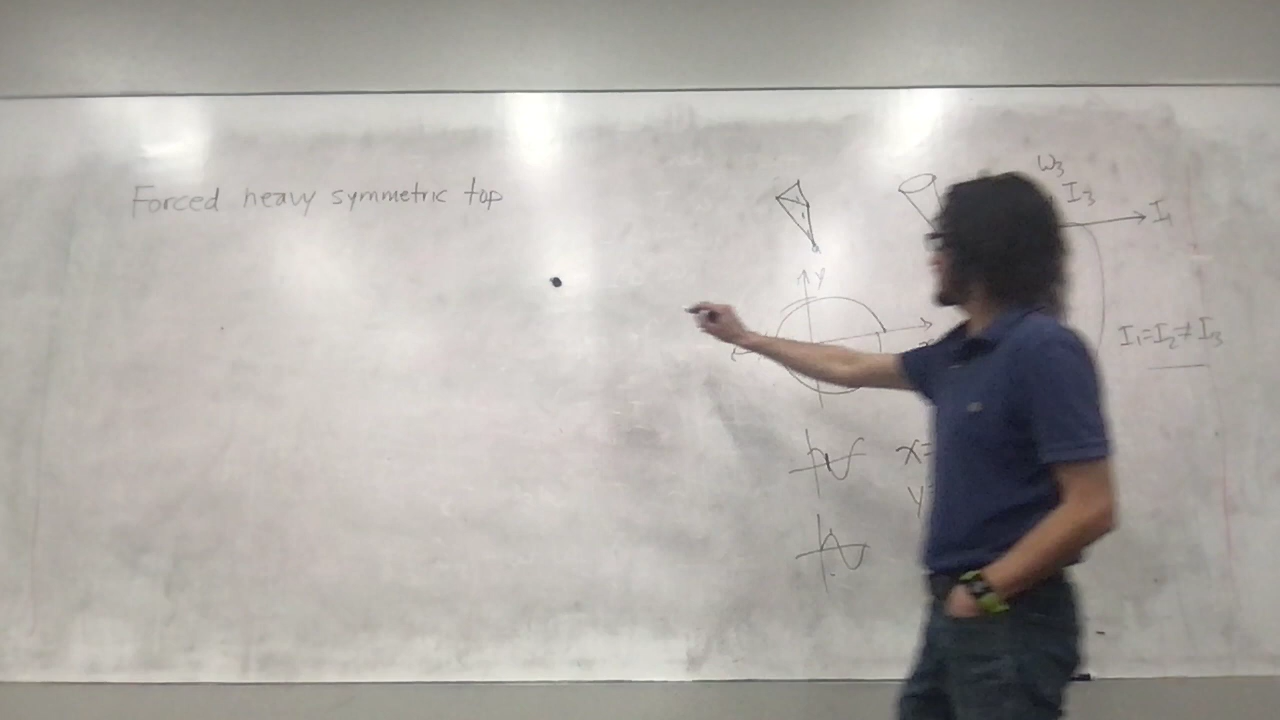 Forced heavy symmetric top
ω₃
I₃
I₁
y
I₁=I₂≠I₃
x=
y